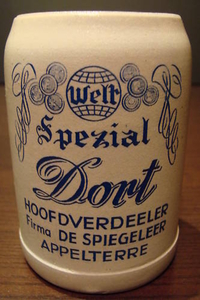 Welt
Spezial
Dort
HOOFDVERDEELER
Firma DE SPIEGELEER
APPELTERRE